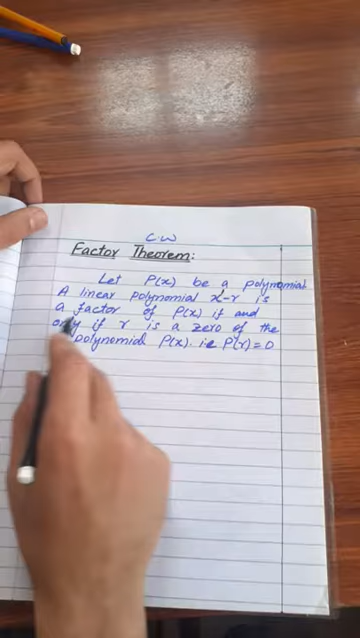 C.W
Factor Theorem:
Let P(x) be a polynomial
A linear polynomial x-r is
a factor of P(x) if and
only if r is a zero of the
polynomial P(x). i.e P(r)=0